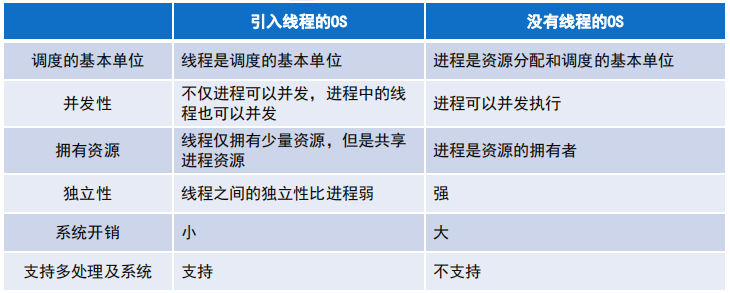 引入线程的OS
没有线程的OS
调度的基本单位
线程是调度的基本单位
进程是资源分配和调度的基本单位
并发性
不仅进程可以并发，进程中的线
程也可以并发
进程可以并发执行
拥有资源
线程仅拥有少量资源，但是共享
进程资源
进程是资源的拥有者
独立性
线程之间的独立性比进程弱
强
系统开销
小
大
支持多处理及系统
支持
不支持